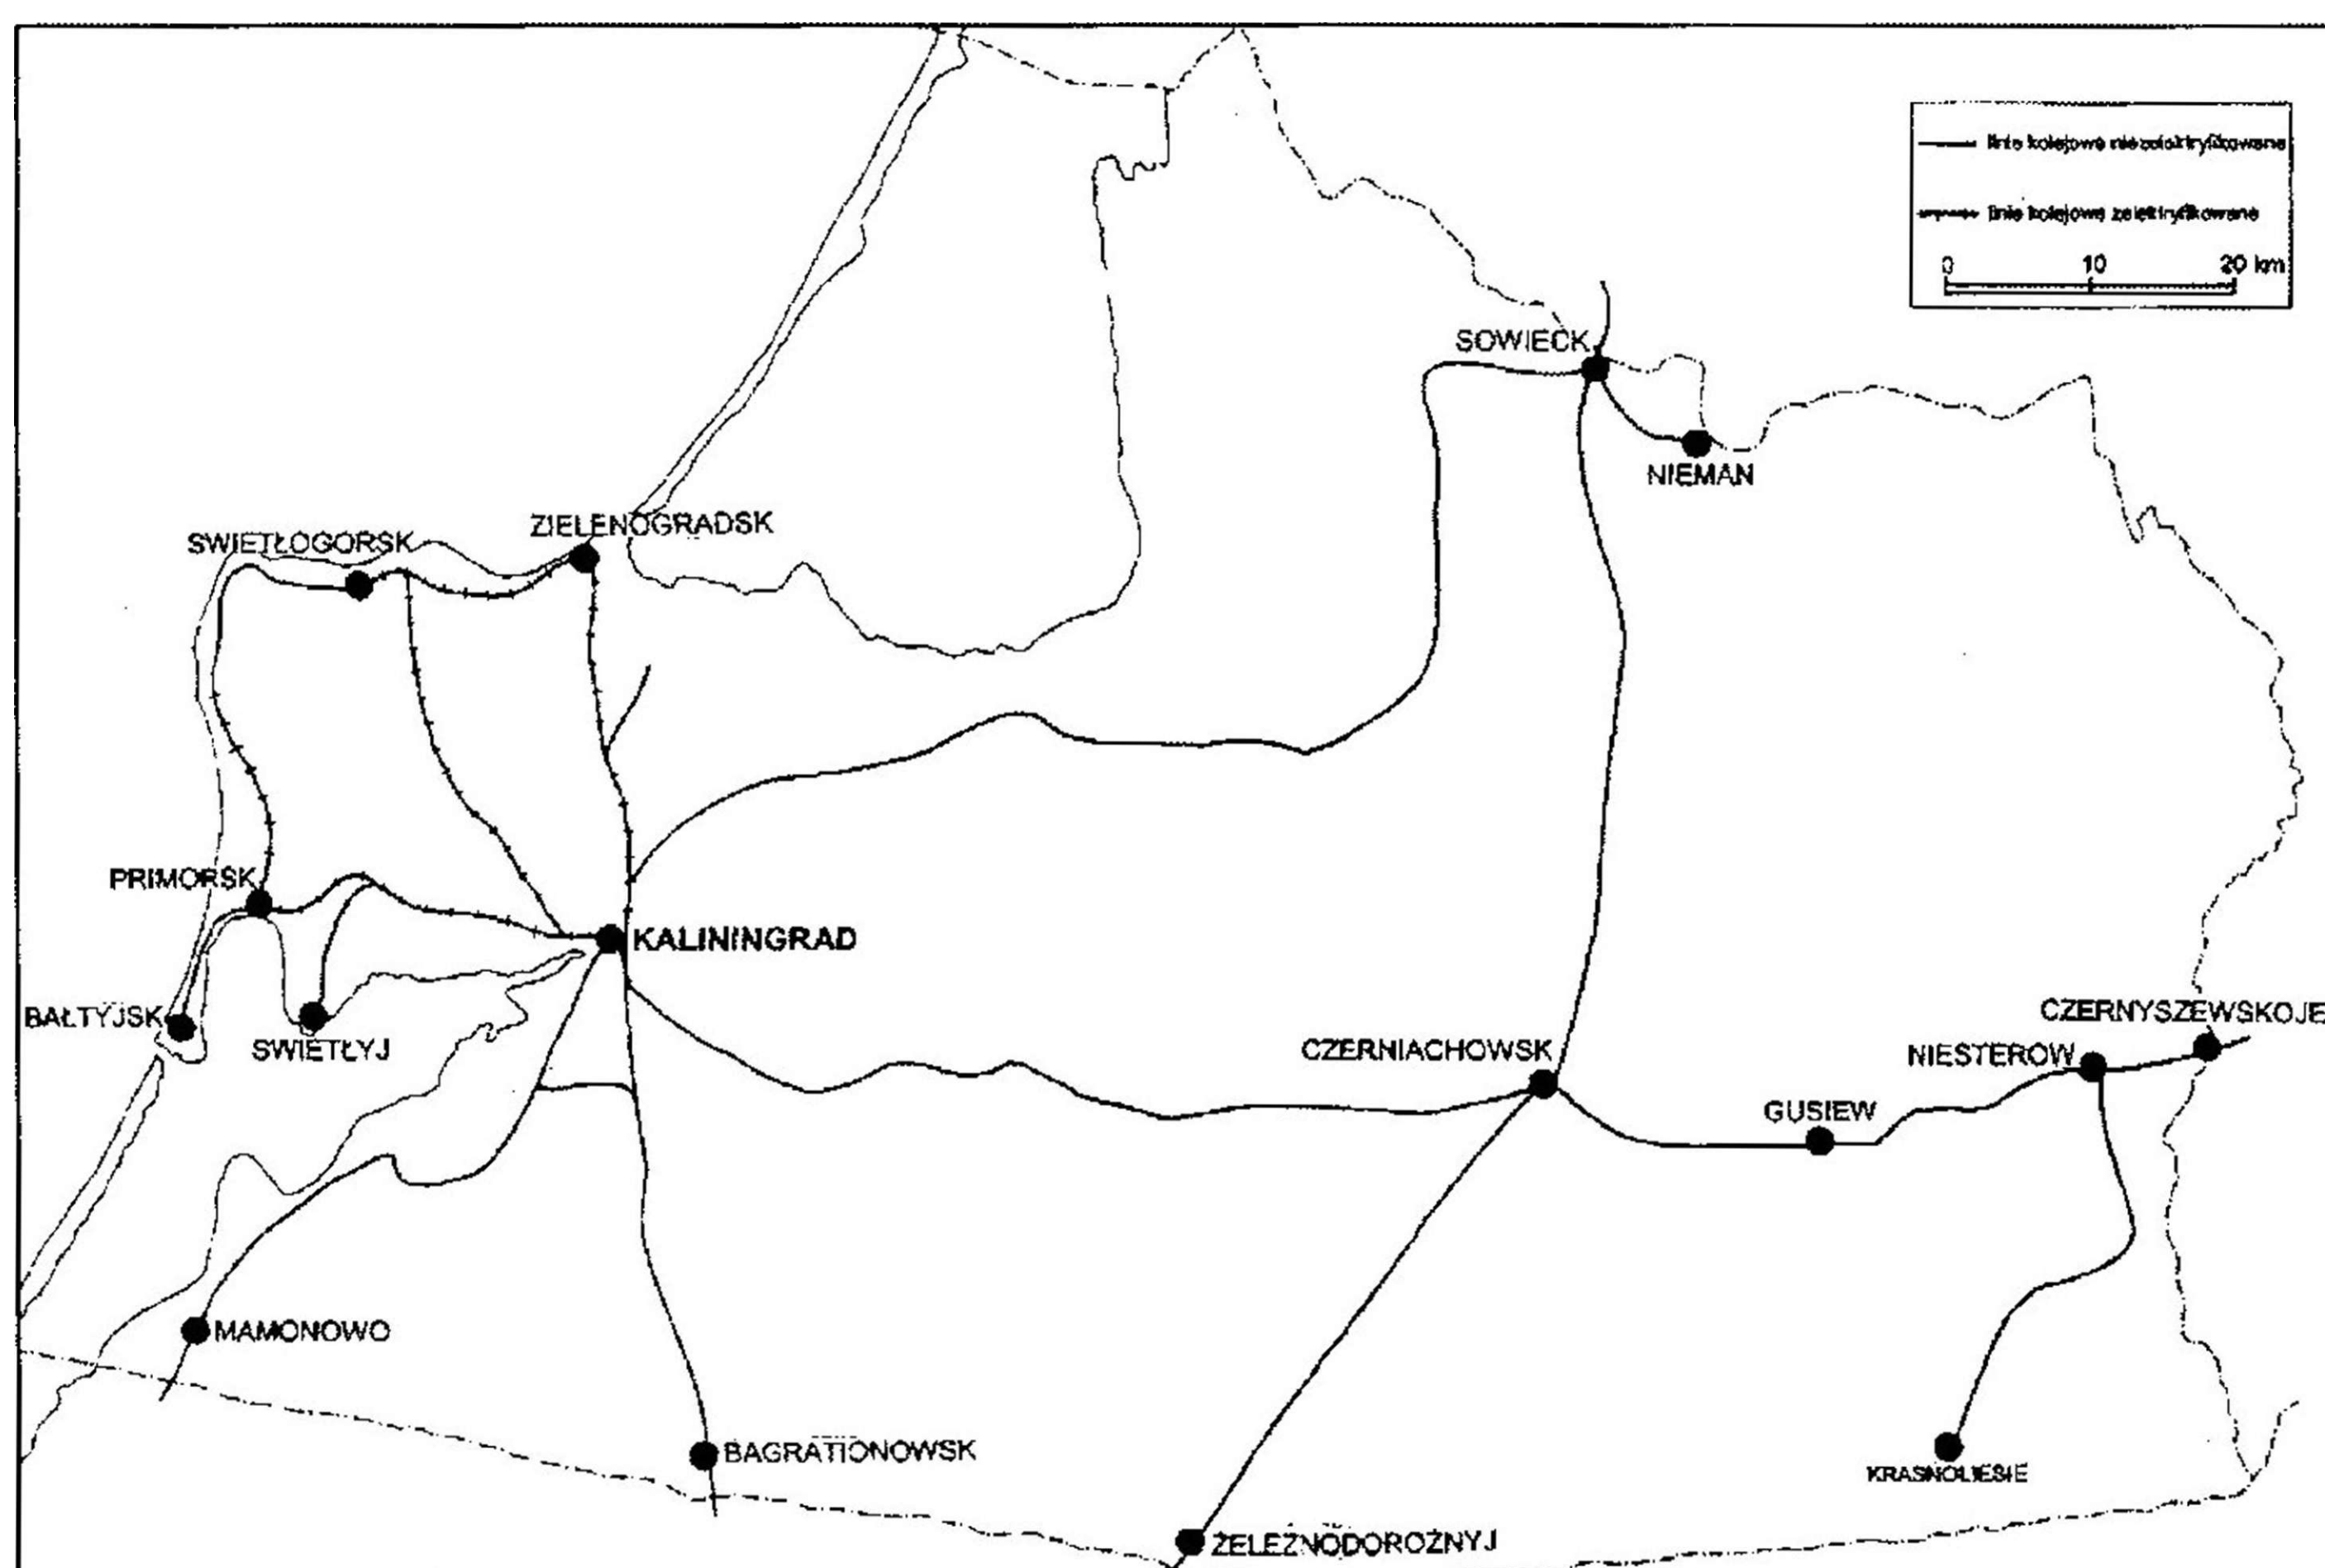 linie kolejowe niezelektryfikowane
linie kolejowe zelektryfikowane
0 10 20 km
SOWIECK
NIEMAN
ZIELENOGRADSK
SWIETŁOGORSK
PRIMORSK
KALININGRAD
BAŁTYJSK
SWIETŁYJ
CZERNIACHOWSK
CZERNYSZEWSKOJE
NIESTEROW
GUSIEW
MAMONOWO
BAGRATIONOWSK
KRASNOLIESIE
ŻELEZNODOROŻNYJ